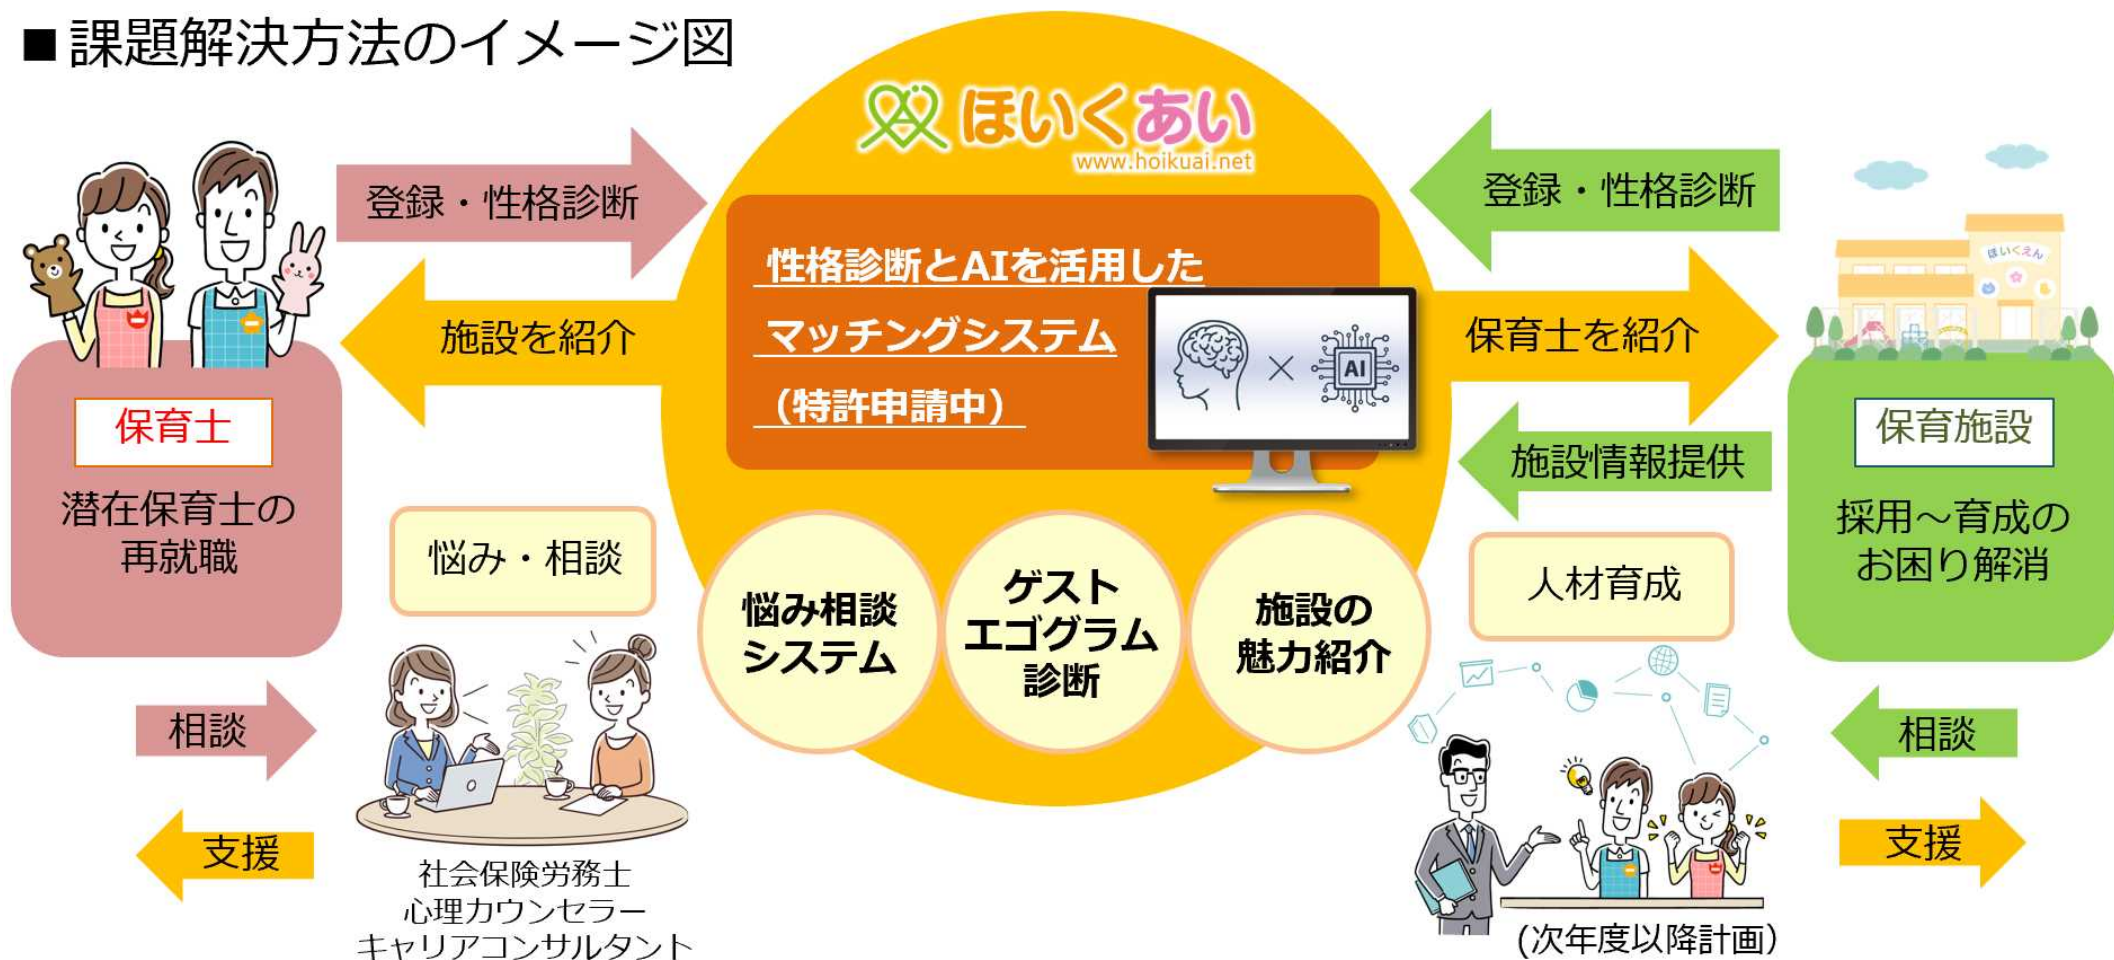 ■課題解決方法のイメージ図
ほいくあい
www.hoikuai.net
登録・性格診断
施設を紹介
保育士
潜在保育士の
再就職
相談
支援
悩み・相談
社会保険労務士
心理カウンセラー
キャリアコンサルタント
性格診断とAIを活用した
マッチングシステム
(特許申請中)
×
AI
悩み相談
システム
ゲスト
エゴグラム
診断
施設の
魅力紹介
登録・性格診断
保育士を紹介
施設情報提供
ほいくえん
保育施設
採用～育成の
お困り解消
人材育成
(次年度以降計画)
相談
支援